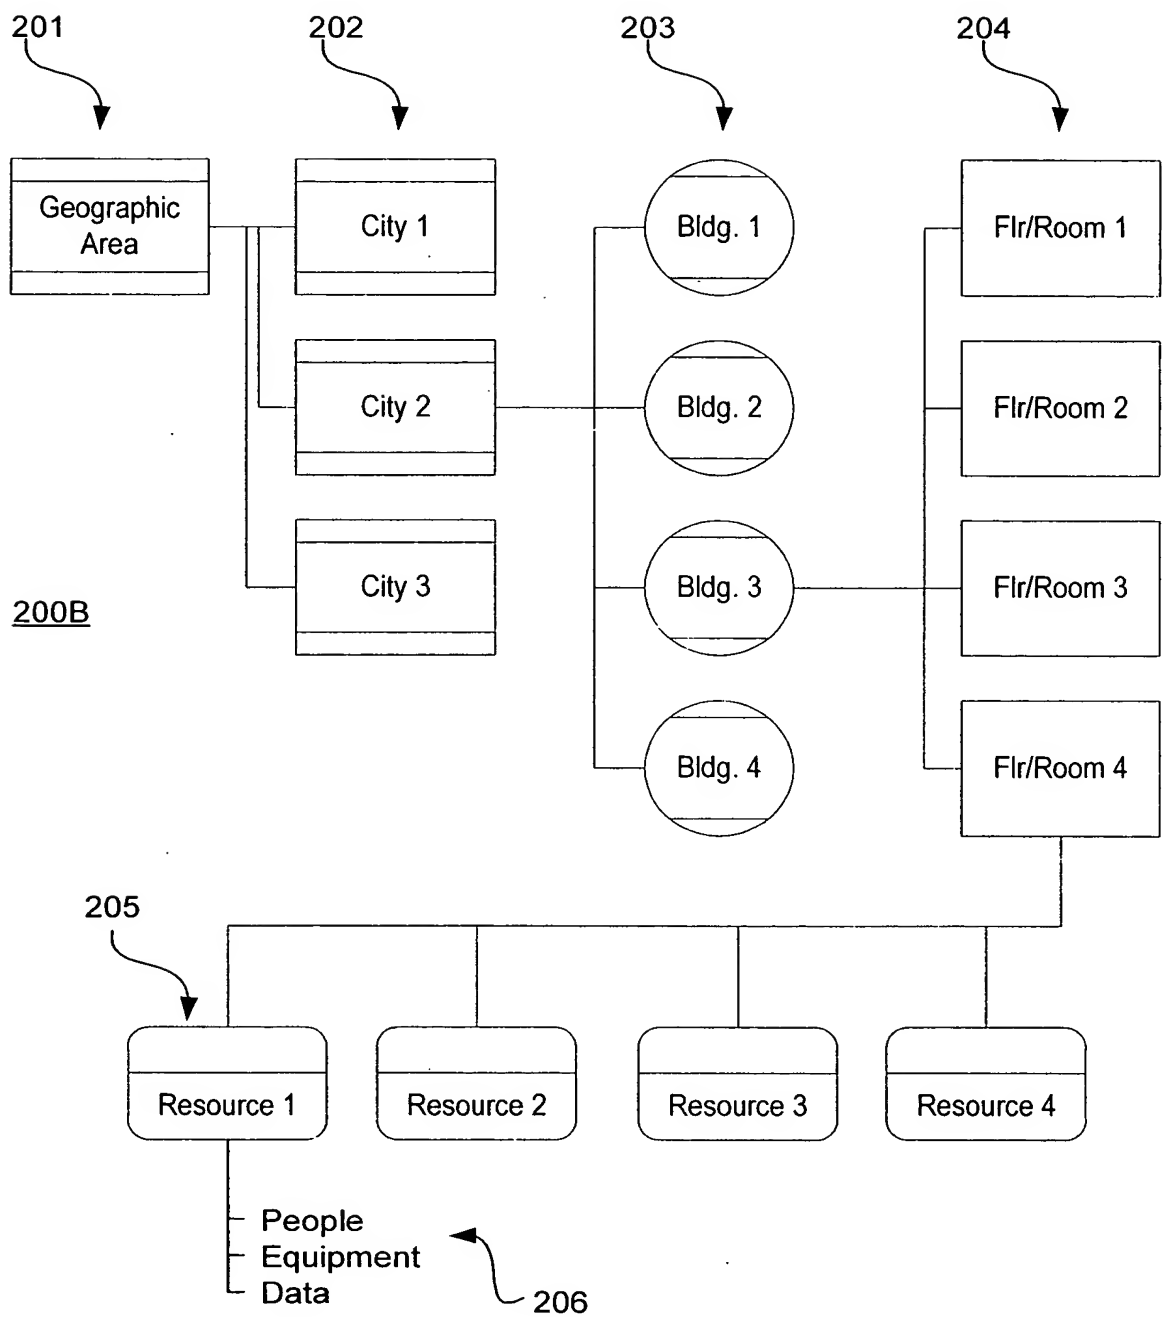 201
202
203
204
Geographic
Area
City 1
Bldg. 1
Flr/Room 1
City 2
Bldg. 2
Flr/Room 2
City 3
Bldg. 3
Flr/Room 3
200B
Bldg. 4
Flr/Room 4
205
Resource 1
Resource 2
Resource 3
Resource 4
People
Equipment
Data
206